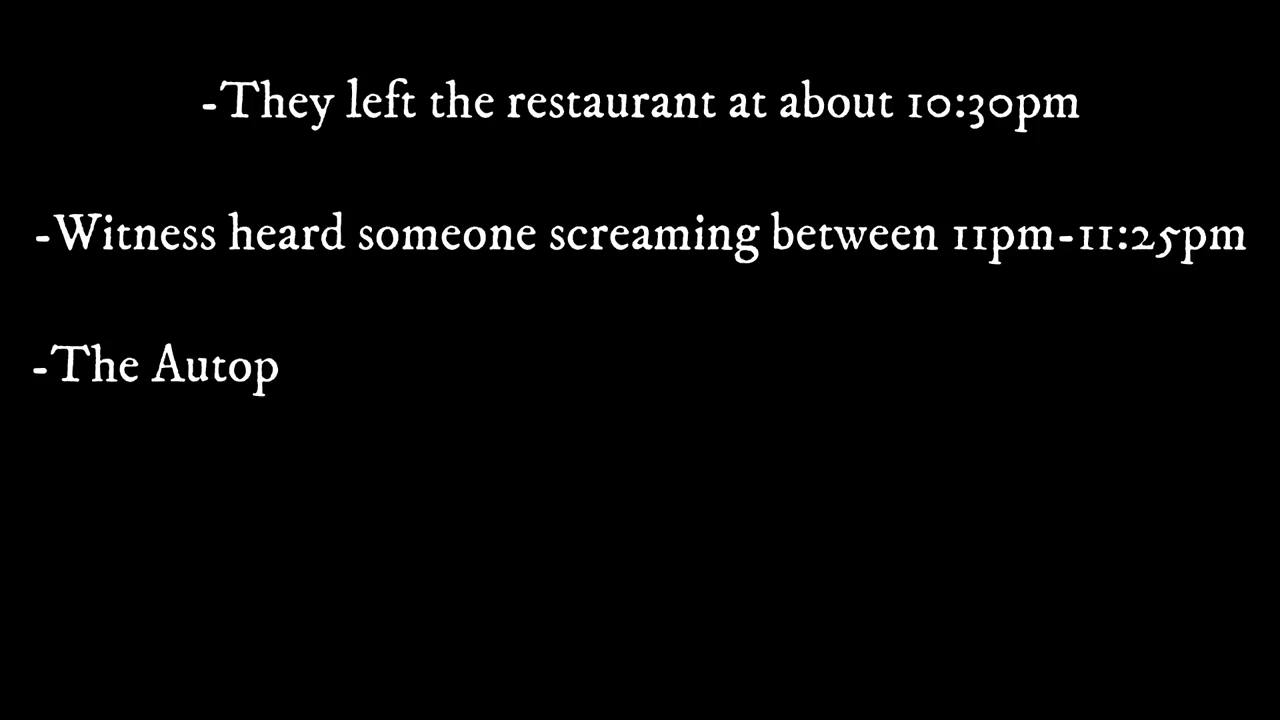 -They left the restaurant at about 10:30pm
-Witness heard someone screaming between 11pm-11:25pm
-The Autop